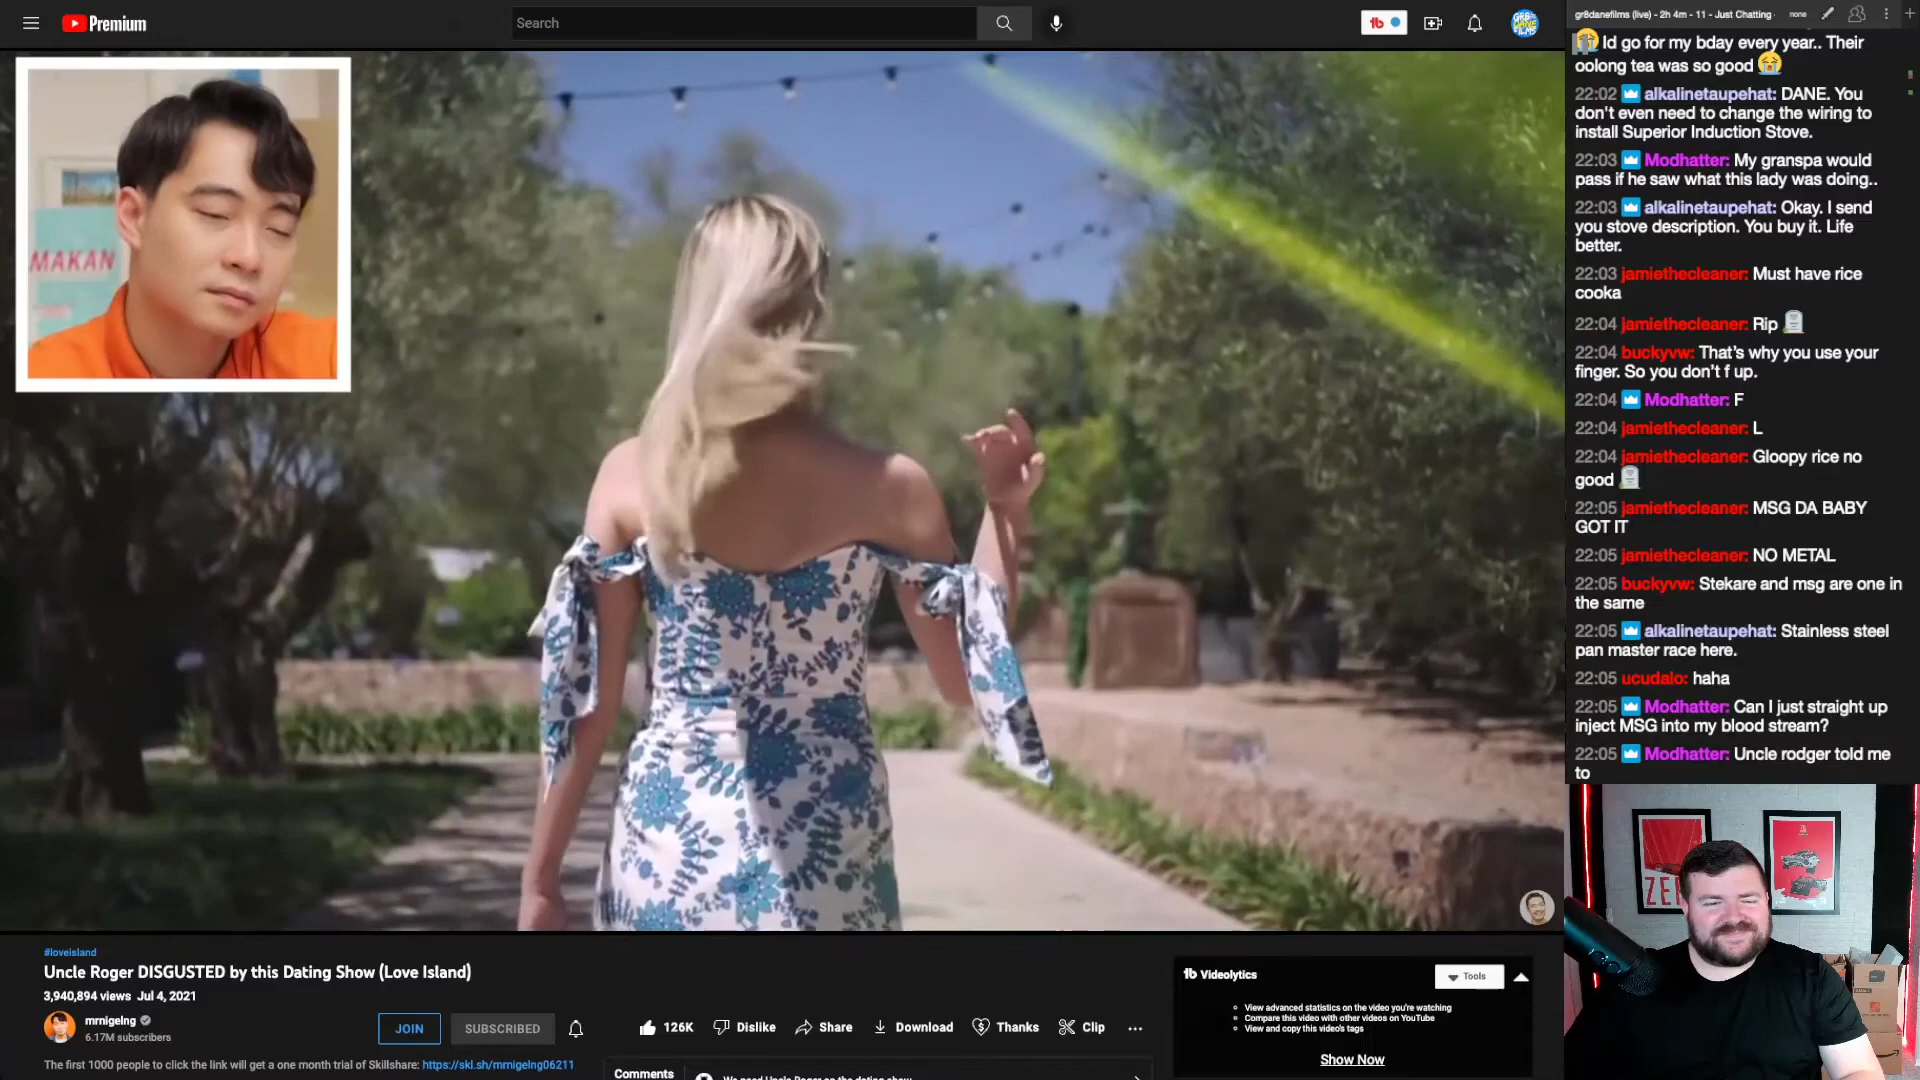 Premium
Search
gr8danefilms (live) - 2h 4m - 11 - Just Chatting
none
Id go for my bday every year.. Their
oolong tea was so good
22:02 alkalinetaupehat: DANE. You
don't even need to change the wiring to
install Superior Induction Stove.
22:03 Modhatter: My granspa would
pass if he saw what this lady was doing..
22:03 alkalinetaupehat: Okay. I send
you stove description. You buy it. Life
better.
22:03 jamiethecleaner: Must have rice
cooka
22:04 jamiethecleaner: Rip
22:04 buckyvw: That's why you use your
finger. So you don't f up.
22:04 Modhatter: F
22:04 jamiethecleaner: L
22:04 jamiethecleaner: Gloopy rice no
good
22:05 jamiethecleaner: MSG DA BABY
GOT IT
22:05 jamiethecleaner: NO METAL
22:05 buckyvw: Stekare and msg are one in
the same
22:05 alkalinetaupehat: Stainless steel
pan master race here.
22:05 ucudalo: haha
22:05 Modhatter: Can I just straight up
inject MSG into my blood stream?
22:05 Modhatter: Uncle rodger told me
to
MAKAN
#loveisland
Uncle Roger DISGUSTED by this Dating Show (Love Island)
3,940,894 views Jul 4, 2021
mrnigelng
6.17M subscribers
JOIN
SUBSCRIBED
126K
Dislike
Share
Download
Thanks
Clip
The first 1000 people to click the link will get a one month trial of Skillshare: https://skl.sh/mrnigelng06211
Comments
We need Uncle Roger on the dating show
tb Videolytics
Tools
View advanced statistics on the video you're watching
Compare this video with other videos on YouTube
View and copy this video's tags
Show Now